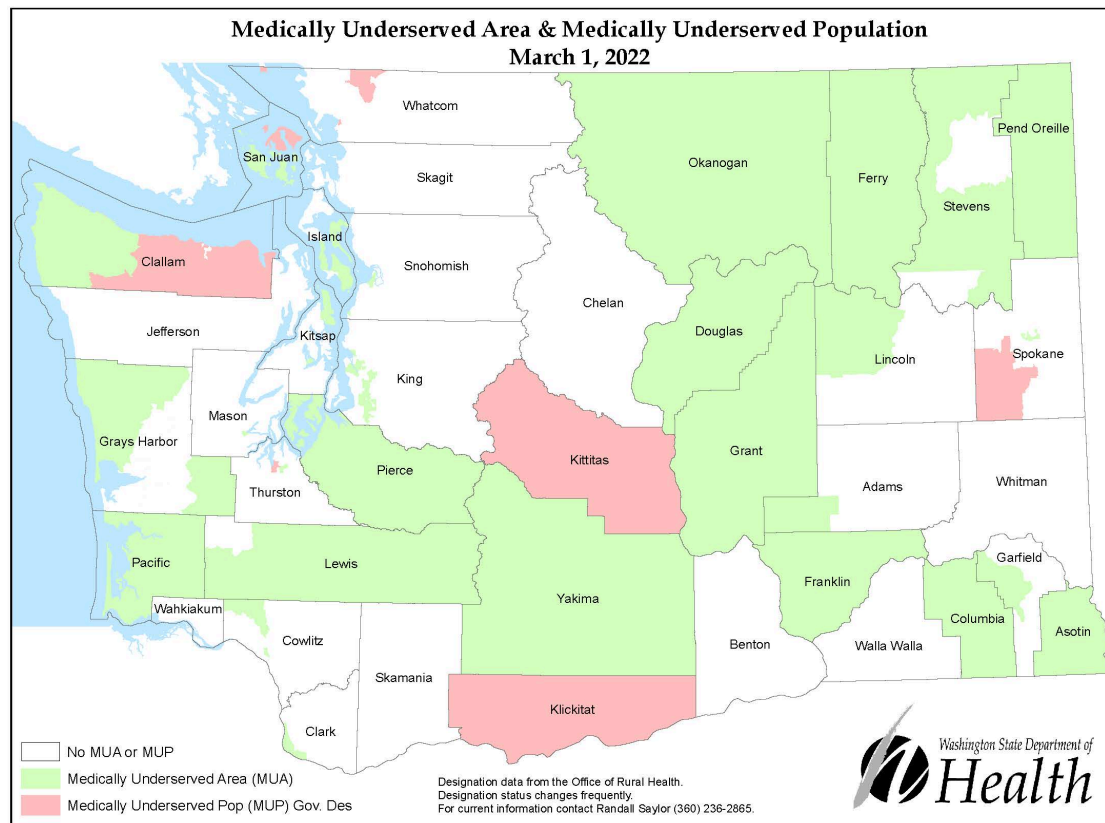 Medically Underserved Area & Medically Underserved Population
March 1, 2022
Whatcom
San Juan
Skagit
Okanogan
Ferry
Pend Oreille
Stevens
Island
Clallam
Snohomish
Chelan
Jefferson
Kitsap
Douglas
Lincoln
Spokane
King
Mason
Grays Harbor
Pierce
Kittitas
Grant
Thurston
Adams
Whitman
Pacific
Lewis
Garfield
Yakima
Franklin
Wahkiakum
Columbia
Asotin
Cowlitz
Benton
Walla Walla
Skamania
Klickitat
Clark
No MUA or MUP
Medically Underserved Area (MUA)
Medically Underserved Pop (MUP) Gov. Des
Designation data from the Office of Rural Health.
Designation status changes frequently.
For current information contact Randall Saylor (360) 236-2865.
Washington State Department of
Health